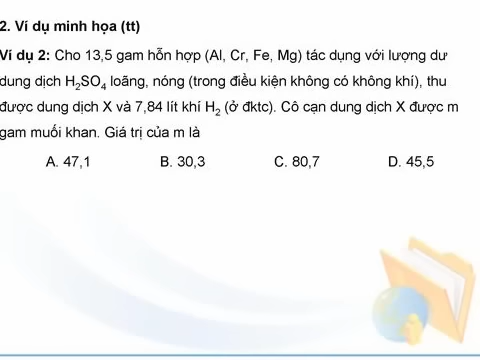 2. Ví dụ minh họa (tt)
Ví dụ 2: Cho 13,5 gam hỗn hợp (Al, Cr, Fe, Mg) tác dụng với lượng dư
dung dịch H₂SO₄ loãng, nóng (trong điều kiện không có không khí), thu
được dung dịch X và 7,84 lít khí H₂ (ở đktc). Cô cạn dung dịch X được m
gam muối khan. Giá trị của m là
A. 47,1 B. 30,3 C. 80,7 D. 45,5